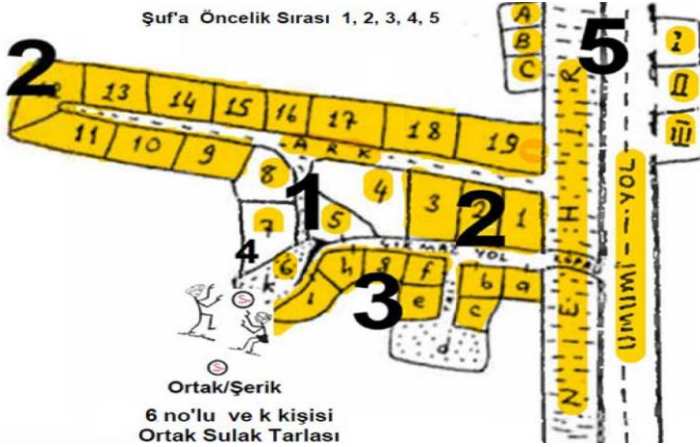 Şuf'a Öncelik Sırası 1, 2, 3, 4, 5
2
5
A
B
C
i
II
III
12
13
14
15
16
17
18
19
11
10
9
8
ARK
1
4
3
2
2
1
7
5
4
6
k
ÇIKMAZ YOL
KÖPRÜ
i
h
g
f
e
3
b
a
c
d
NEHİR
UMUMİ - YOL
S
S
Ortak/Şerik
6 no'lu ve k kişisi
Ortak Sulak Tarlası